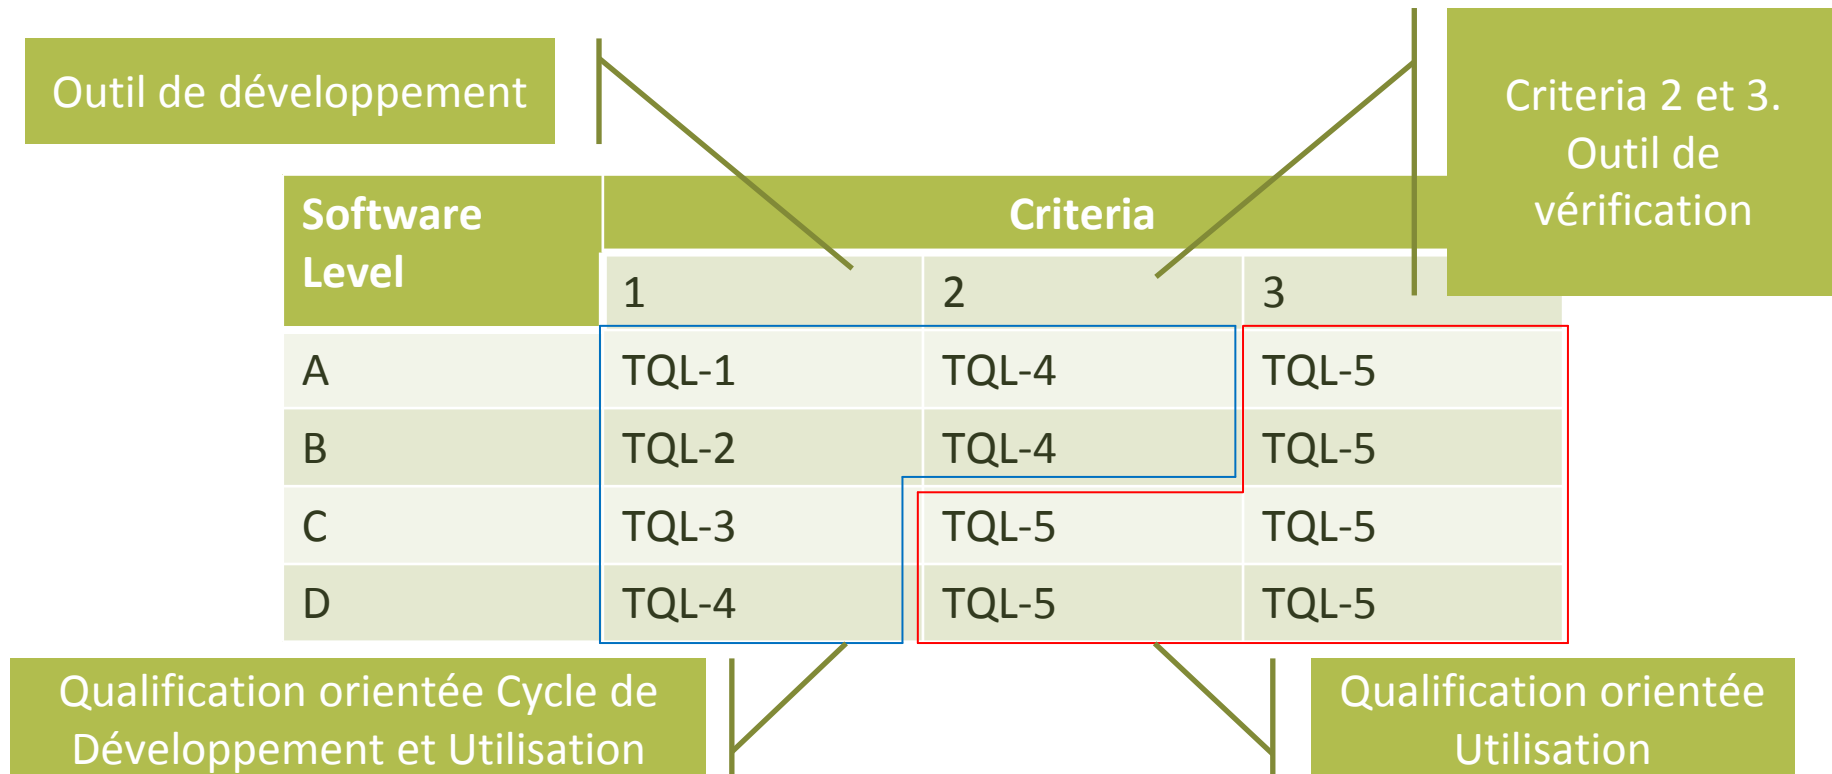 Outil de développement
Criteria 2 et 3.
Outil de
vérification
Software
Level
Criteria
1 2 3
A TQL-1 TQL-4 TQL-5
B TQL-2 TQL-4 TQL-5
C TQL-3 TQL-5 TQL-5
D TQL-4 TQL-5 TQL-5
Qualification orientée Cycle de
Développement et Utilisation
Qualification orientée
Utilisation